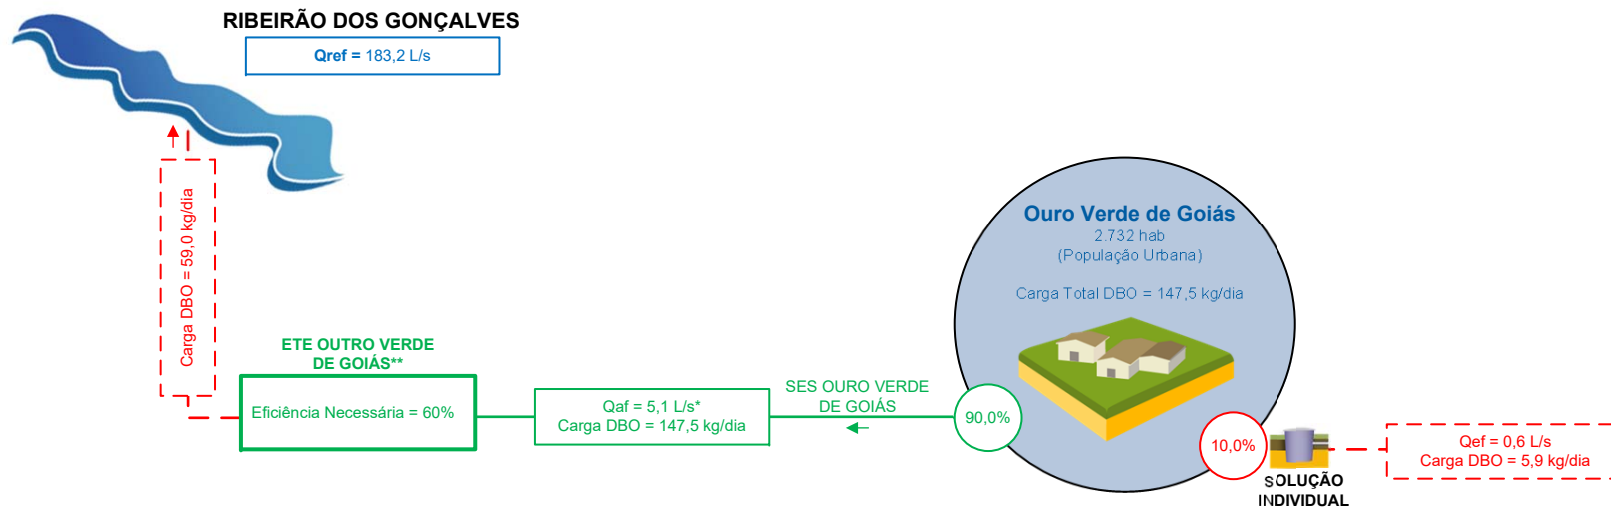 RIBEIRÃO DOS GONÇALVES
Qref = 183,2 L/s
Carga DBO = 59,0 kg/dia
Ouro Verde de Goiás
2.732 hab
(População Urbana)
Carga Total DBO = 147,5 kg/dia
ETE OUTRO VERDE
DE GOIÁS**
Eficiência Necessária = 60%
Qaf = 5,1 L/s*
Carga DBO = 147,5 kg/dia
SES OURO VERDE
DE GOIÁS
90,0%
10,0%
SOLUÇÃO
INDIVIDUAL
Qef = 0,6 L/s
Carga DBO = 5,9 kg/dia